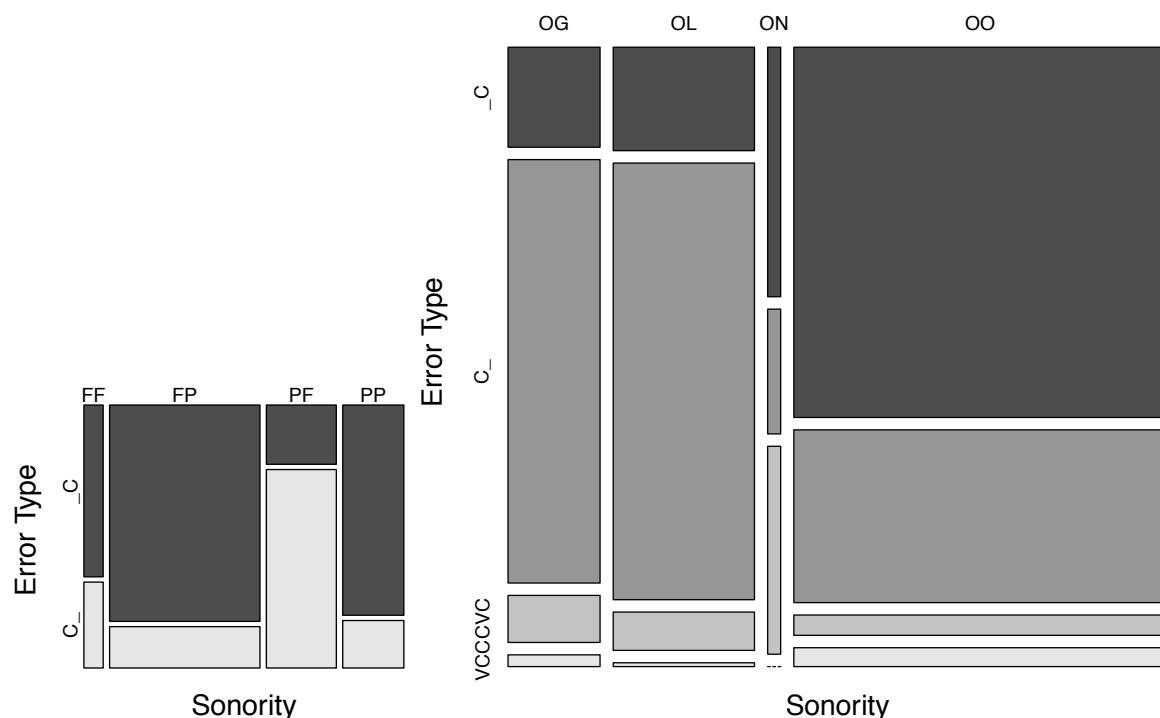 FF FP PF PP
_C
C_
Error Type
Sonority
OG OL ON OO
_C
C_
VCCCVC
Error Type
Sonority